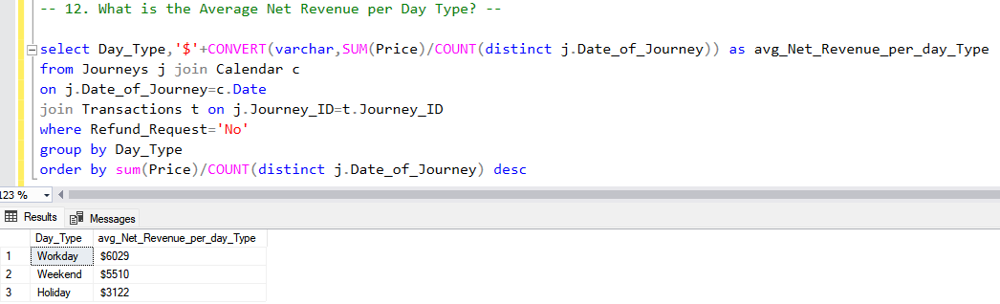 -- 12. What is the Average Net Revenue per Day Type? --
select Day_Type,'$'+CONVERT(varchar,SUM(Price)/COUNT(distinct j.Date_of_Journey)) as avg_Net_Revenue_per_day_Type
from Journeys j join Calendar c
on j.Date_of_Journey=c.Date
join Transactions t on j.Journey_ID=t.Journey_ID
where Refund_Request='No'
group by Day_Type
order by sum(Price)/COUNT(distinct j.Date_of_Journey) desc
123 %
Results Messages
Day_Type avg_Net_Revenue_per_day_Type
1 Workday $6029
2 Weekend $5510
3 Holiday $3122